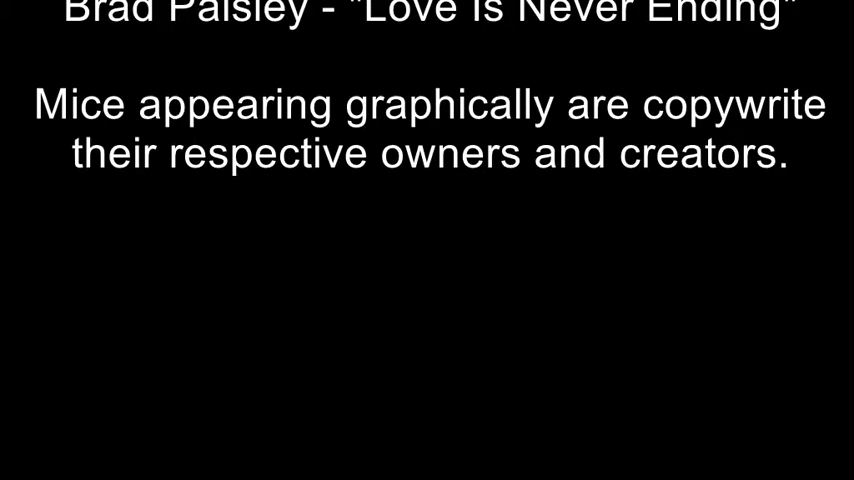 Brad Paisley - "Love Is Never Ending"
Mice appearing graphically are copywrite
their respective owners and creators.